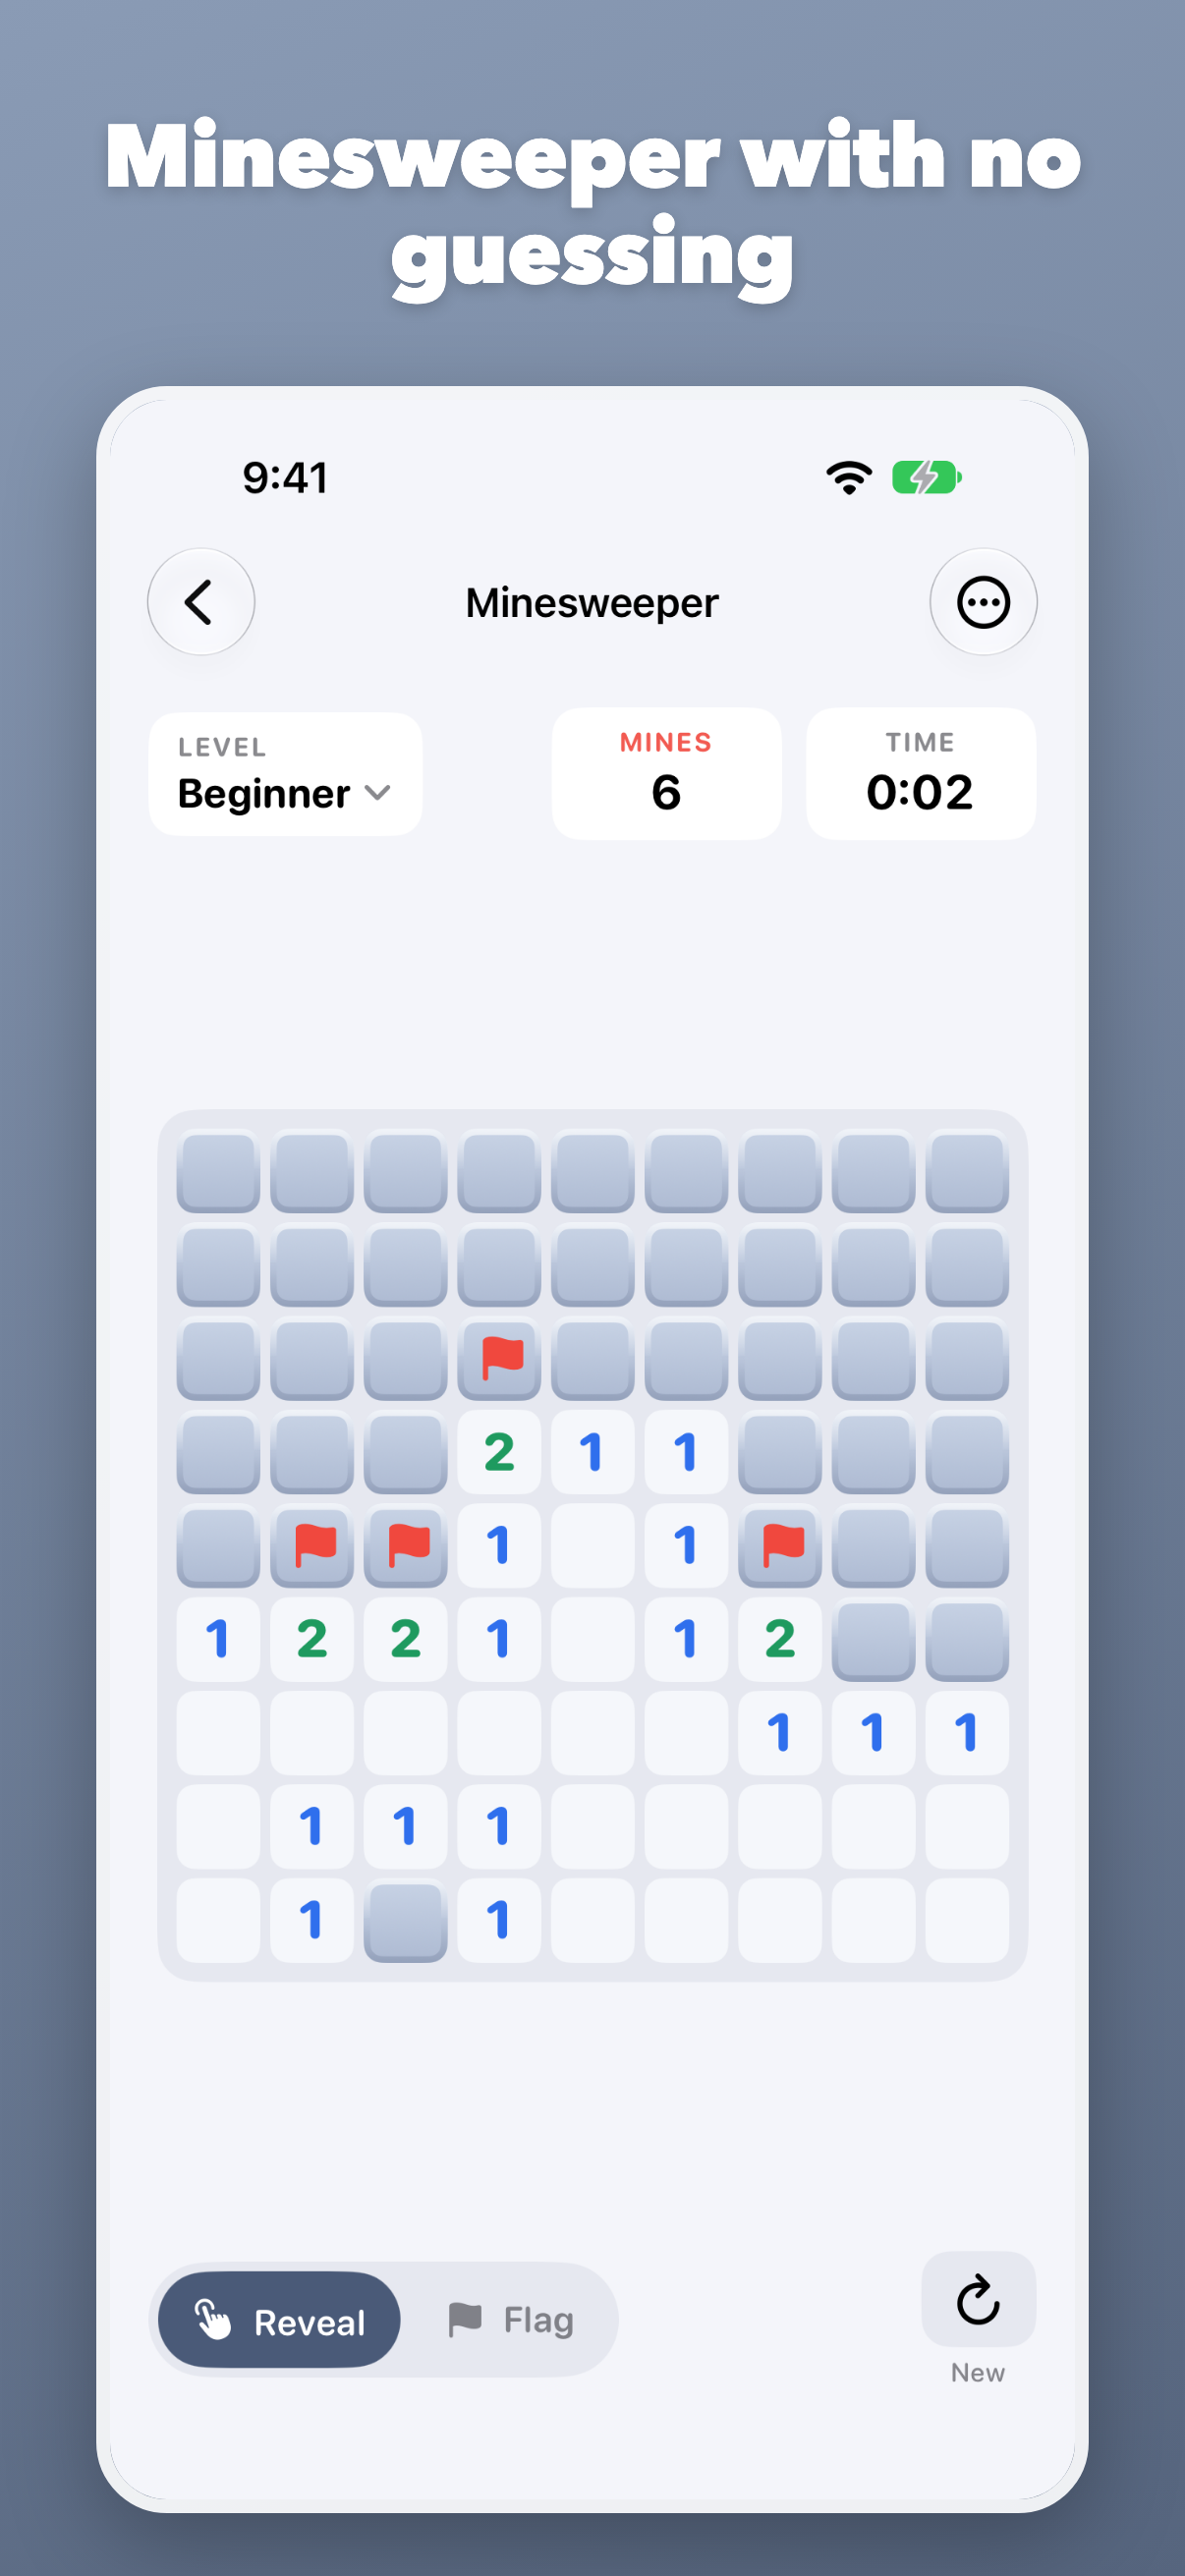 Minesweeper with no
guessing
9:41
Minesweeper
LEVEL
Beginner
MINES
6
TIME
0:02
2 1 1
1 1
1 2 2 1 1 2
1 1 1
1 1 1
1 1
Reveal
Flag
New